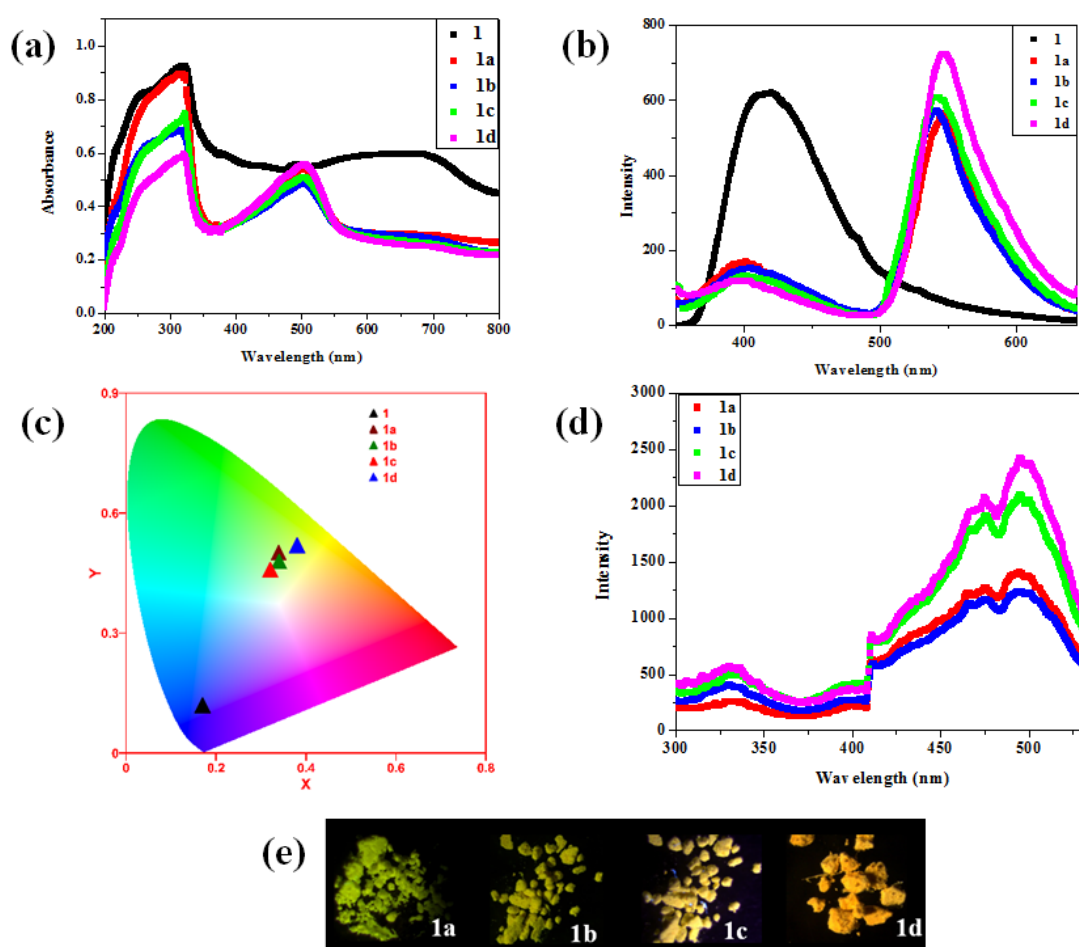 (a)
1.0
0.8
0.6
0.4
0.2
0.0
Absorbance
200 300 400 500 600 700 800
Wavelength (nm)
1
1a
1b
1c
1d
(b)
800
600
400
200
0
Intensity
400 500 600
Wavelength (nm)
1
1a
1b
1c
1d
(c)
0.9
0.6
0.3
0
Y
0 0.2 0.4 0.6 0.8
X
1
1a
1b
1c
1d
(d)
3000
2500
2000
1500
1000
500
0
Intensity
300 350 400 450 500
Wavelength (nm)
1a
1b
1c
1d
(e)
1a 1b 1c 1d